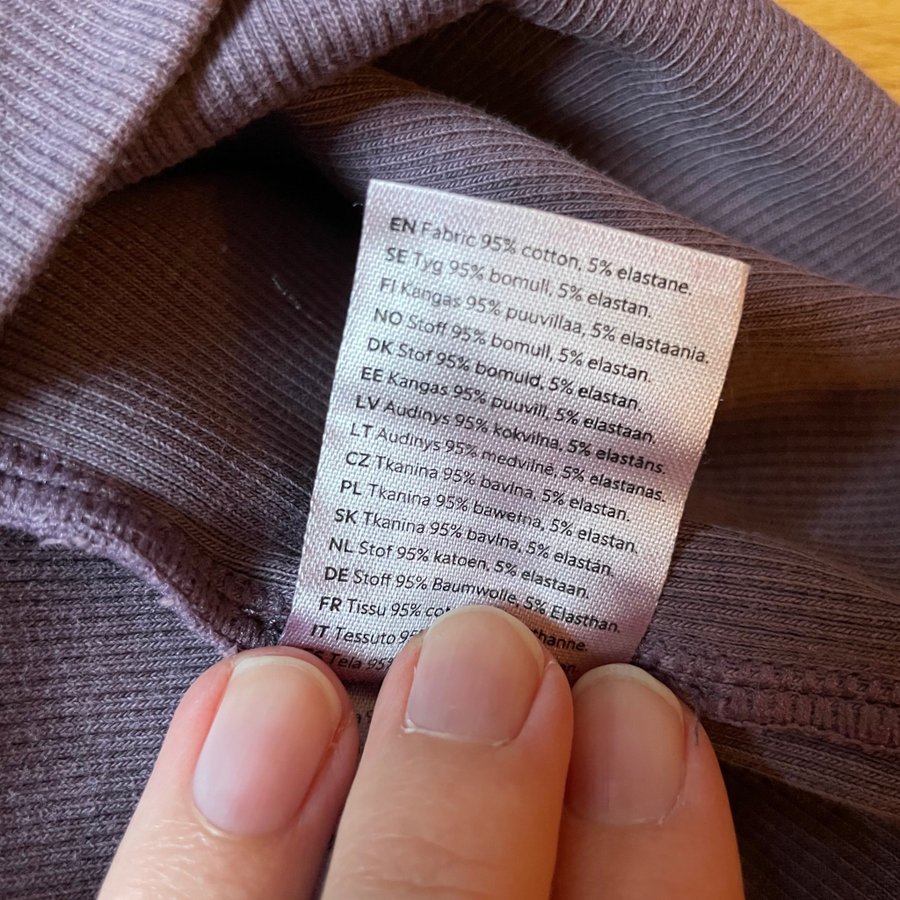 EN Fabric 95% cotton, 5% elastane.
SE Tyg 95% bomull, 5% elastan.
FI Kangas 95% puuvillaa, 5% elastaania.
NO Stoff 95% bomull, 5% elastan.
DK Stof 95% bomuld, 5% elastan.
EE Kangas 95% puuvill, 5% elastaan.
LV Audinys 95% kokvilna, 5% elastāns.
LT Audinys 95% medvilnė, 5% elastanas.
CZ Tkanina 95% bavlna, 5% elastan.
PL Tkanina 95% bawełna, 5% elastan.
SK Tkanina 95% bavlna, 5% elastán.
NL Stof 95% katoen, 5% elastaan.
DE Stoff 95% Baumwolle, 5% Elasthan.
FR Tissu 95%
IT Tessuto
Tela 95%